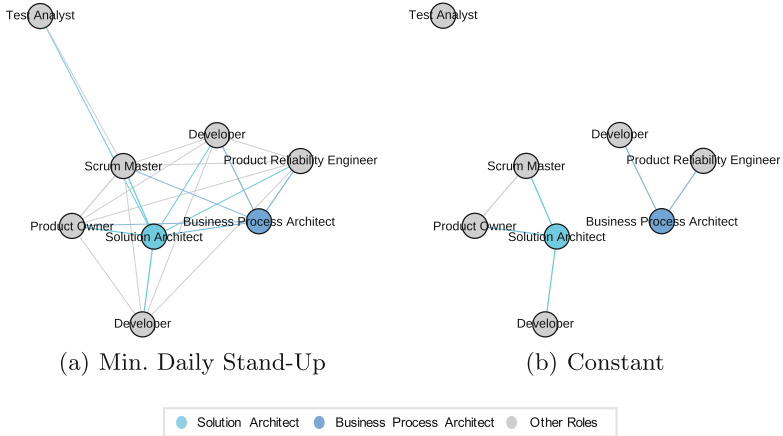 Test Analyst
Test Analyst
Developer
Developer
Scrum Master
Product Reliability Engineer
Scrum Master
Product Reliability Engineer
Product Owner
Business Process Architect
Solution Architect
Product Owner
Business Process Architect
Solution Architect
Developer
Developer
(a) Min. Daily Stand-Up
(b) Constant
Solution Architect Business Process Architect Other Roles